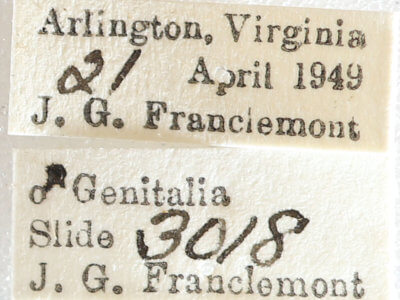 Arlington, Virginia
21 April 1949
J. G. Franclemont
♂ Genitalia
Slide 3018
J. G. Franclemont